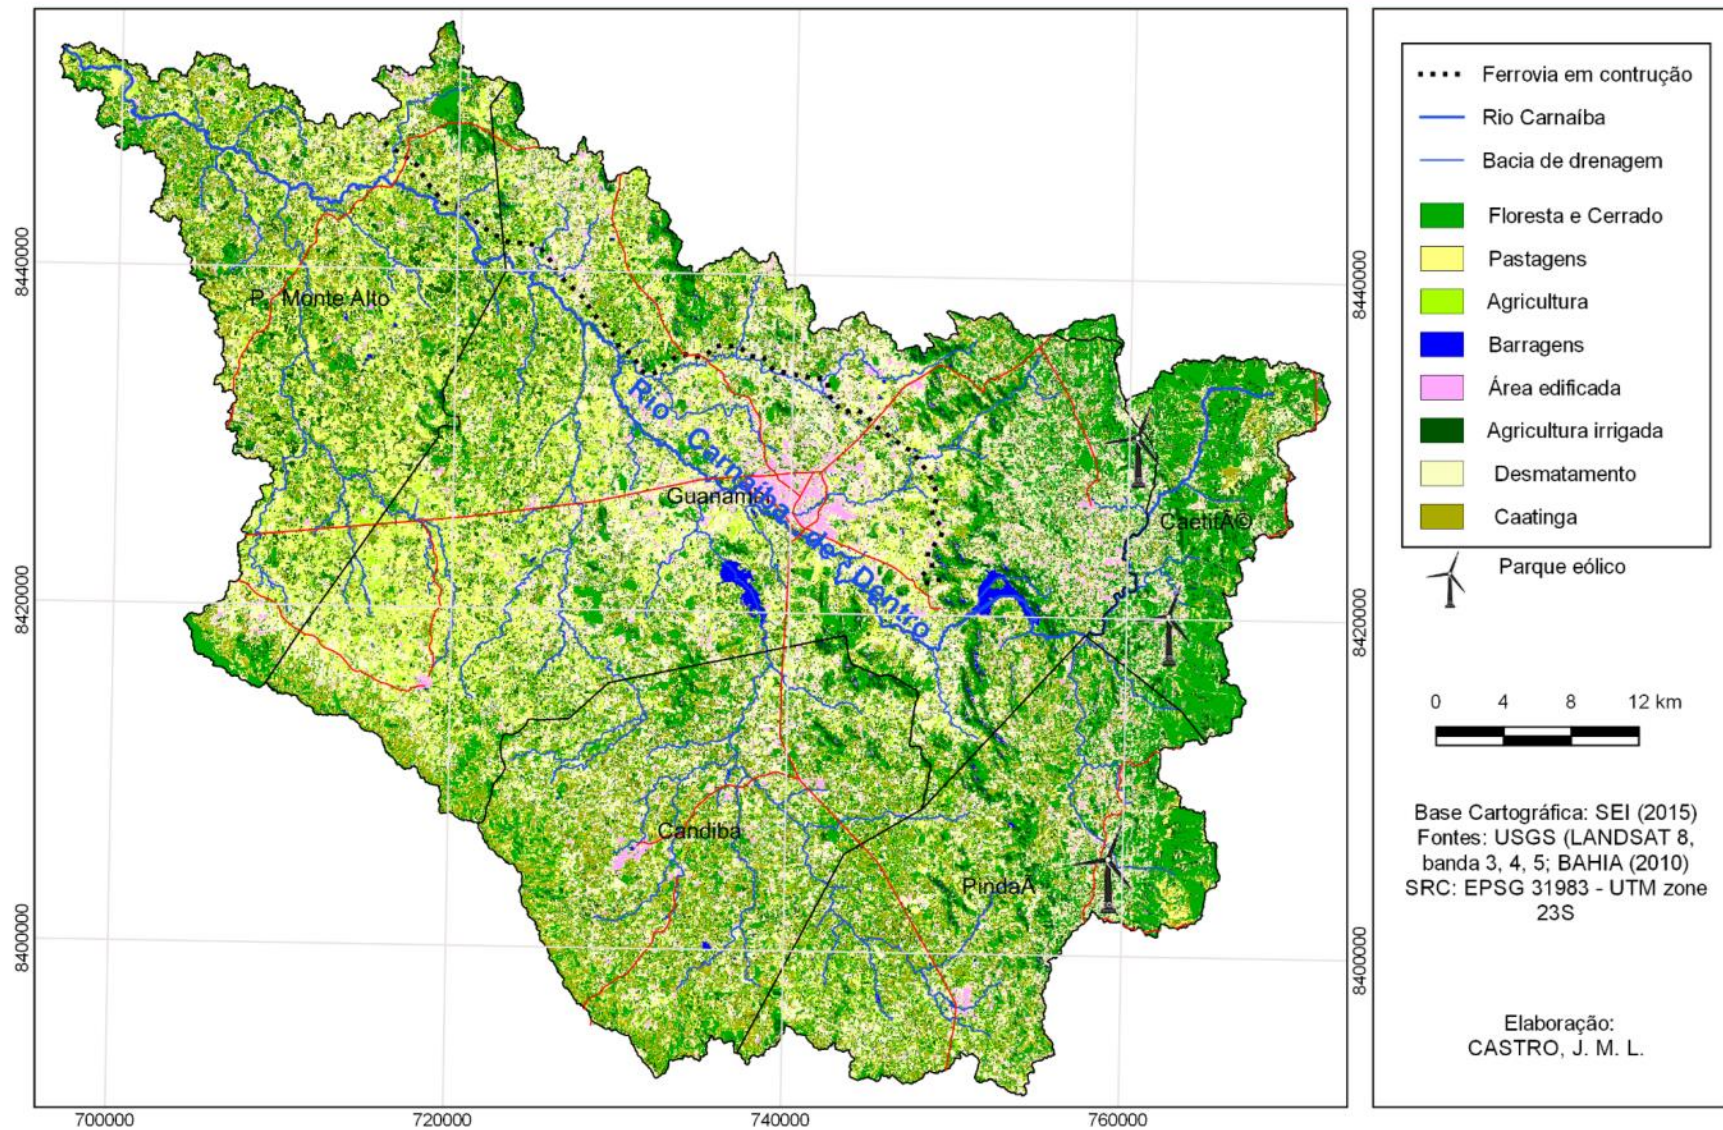 Ferrovia em contrução
Rio Carnaíba
Bacia de drenagem
Floresta e Cerrado
Pastagens
Agricultura
Barragens
Área edificada
Agricultura irrigada
Desmatamento
Caatinga
Parque eólico
0 4 8 12 km
Base Cartográfica: SEI (2015)
Fontes: USGS (LANDSAT 8,
banda 3, 4, 5; BAHIA (2010)
SRC: EPSG 31983 - UTM zone
23S
Elaboração:
CASTRO, J. M. L.
P. Monte Alto
Guanambi
Rio Carnaíba de Dentro
CaetitÃ©
Candiba
PindaÃ
8440000
8420000
8400000
8440000
8420000
8400000
700000
720000
740000
760000